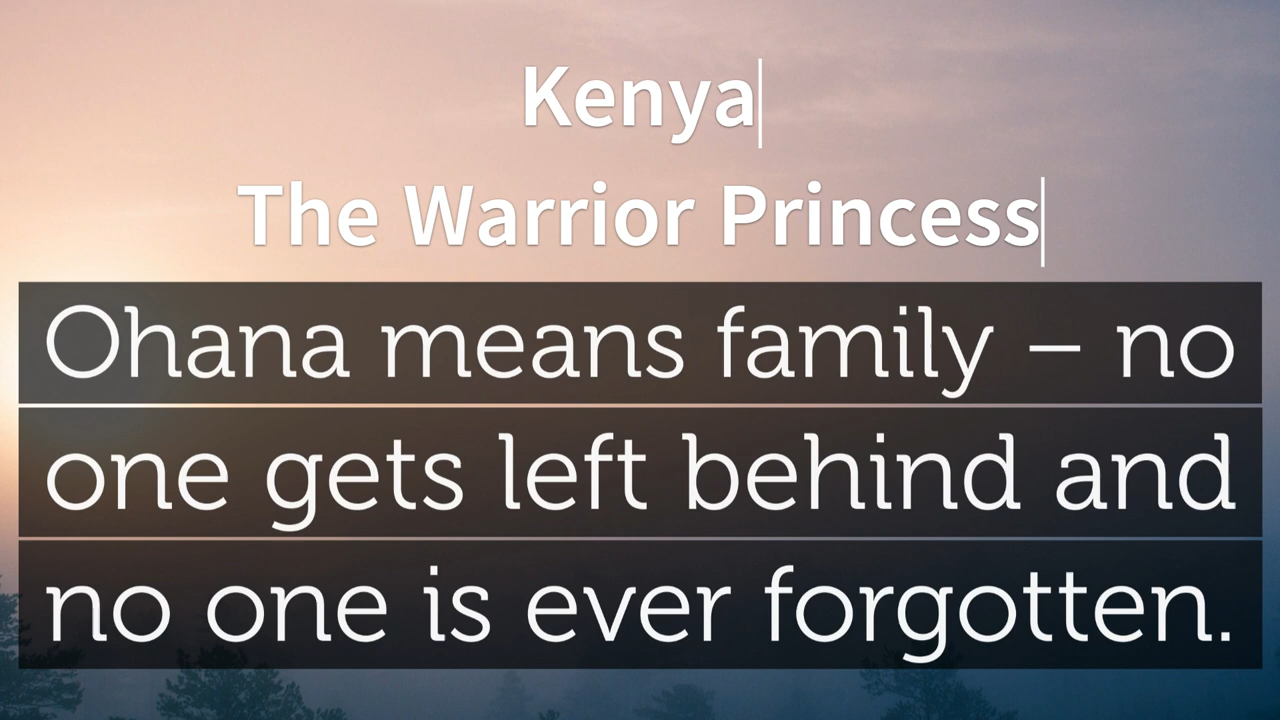 Kenya
The Warrior Princess
Ohana means family – no
one gets left behind and
no one is ever forgotten.